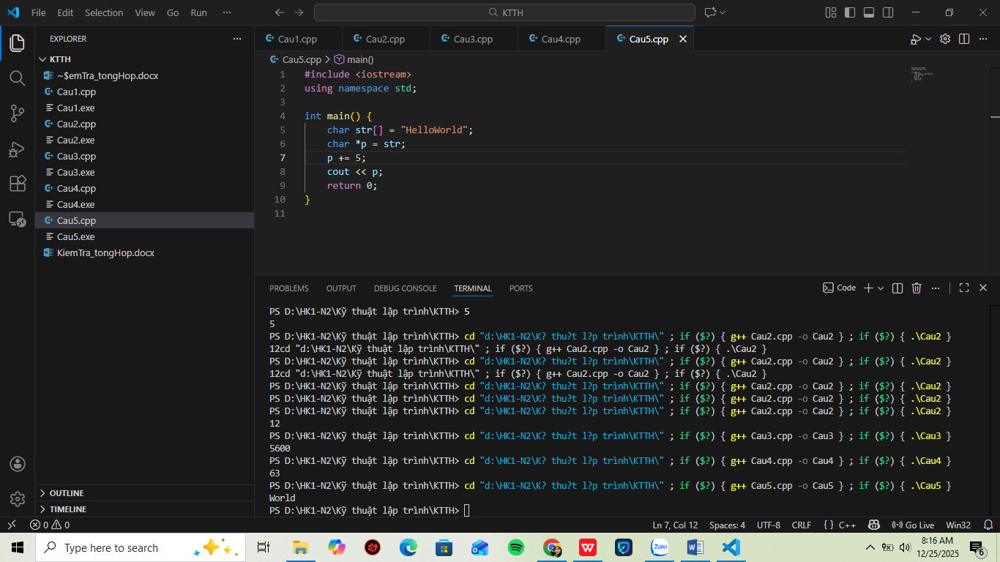 File Edit Selection View Go Run ···
KTTH
EXPLORER ···
KTTH
~$emTra_tongHop.docx
Cau1.cpp
Cau1.exe
Cau2.cpp
Cau2.exe
Cau3.cpp
Cau3.exe
Cau4.cpp
Cau4.exe
Cau5.cpp
Cau5.exe
KiemTra_tongHop.docx
OUTLINE
TIMELINE
Cau1.cpp Cau2.cpp Cau3.cpp Cau4.cpp Cau5.cpp
Cau5.cpp > main()
1 #include <iostream>
2 using namespace std;
3
4 int main() {
5 char str[] = "HelloWorld";
6 char *p = str;
7 p += 5;
8 cout << p;
9 return 0;
10 }
11
PROBLEMS OUTPUT DEBUG CONSOLE TERMINAL PORTS
Code
PS D:\HK1-N2\Kỹ thuật lập trình\KTTH> 5
5
PS D:\HK1-N2\Kỹ thuật lập trình\KTTH> cd "d:\HK1-N2\K? thu?t l?p trình\KTTH\" ; if ($?) { g++ Cau2.cpp -o Cau2 } ; if ($?) { .\Cau2 }
12cd "d:\HK1-N2\Kỹ thuật lập trình\KTTH\" ; if ($?) { g++ Cau2.cpp -o Cau2 } ; if ($?) { .\Cau2 }
PS D:\HK1-N2\Kỹ thuật lập trình\KTTH> cd "d:\HK1-N2\K? thu?t l?p trình\KTTH\" ; if ($?) { g++ Cau2.cpp -o Cau2 } ; if ($?) { .\Cau2 }
12cd "d:\HK1-N2\Kỹ thuật lập trình\KTTH\" ; if ($?) { g++ Cau2.cpp -o Cau2 } ; if ($?) { .\Cau2 }
PS D:\HK1-N2\Kỹ thuật lập trình\KTTH> cd "d:\HK1-N2\K? thu?t l?p trình\KTTH\" ; if ($?) { g++ Cau2.cpp -o Cau2 } ; if ($?) { .\Cau2 }
PS D:\HK1-N2\Kỹ thuật lập trình\KTTH> cd "d:\HK1-N2\K? thu?t l?p trình\KTTH\" ; if ($?) { g++ Cau2.cpp -o Cau2 } ; if ($?) { .\Cau2 }
PS D:\HK1-N2\Kỹ thuật lập trình\KTTH> cd "d:\HK1-N2\K? thu?t l?p trình\KTTH\" ; if ($?) { g++ Cau2.cpp -o Cau2 } ; if ($?) { .\Cau2 }
12
PS D:\HK1-N2\Kỹ thuật lập trình\KTTH> cd "d:\HK1-N2\K? thu?t l?p trình\KTTH\" ; if ($?) { g++ Cau3.cpp -o Cau3 } ; if ($?) { .\Cau3 }
5600
PS D:\HK1-N2\Kỹ thuật lập trình\KTTH> cd "d:\HK1-N2\K? thu?t l?p trình\KTTH\" ; if ($?) { g++ Cau4.cpp -o Cau4 } ; if ($?) { .\Cau4 }
63
PS D:\HK1-N2\Kỹ thuật lập trình\KTTH> cd "d:\HK1-N2\K? thu?t l?p trình\KTTH\" ; if ($?) { g++ Cau5.cpp -o Cau5 } ; if ($?) { .\Cau5 }
World
PS D:\HK1-N2\Kỹ thuật lập trình\KTTH>
0 0 Ln 7, Col 12 Spaces: 4 UTF-8 CRLF {} C++ Go Live Win32
Type here to search
Zalo
8:16 AM
12/25/2025
6